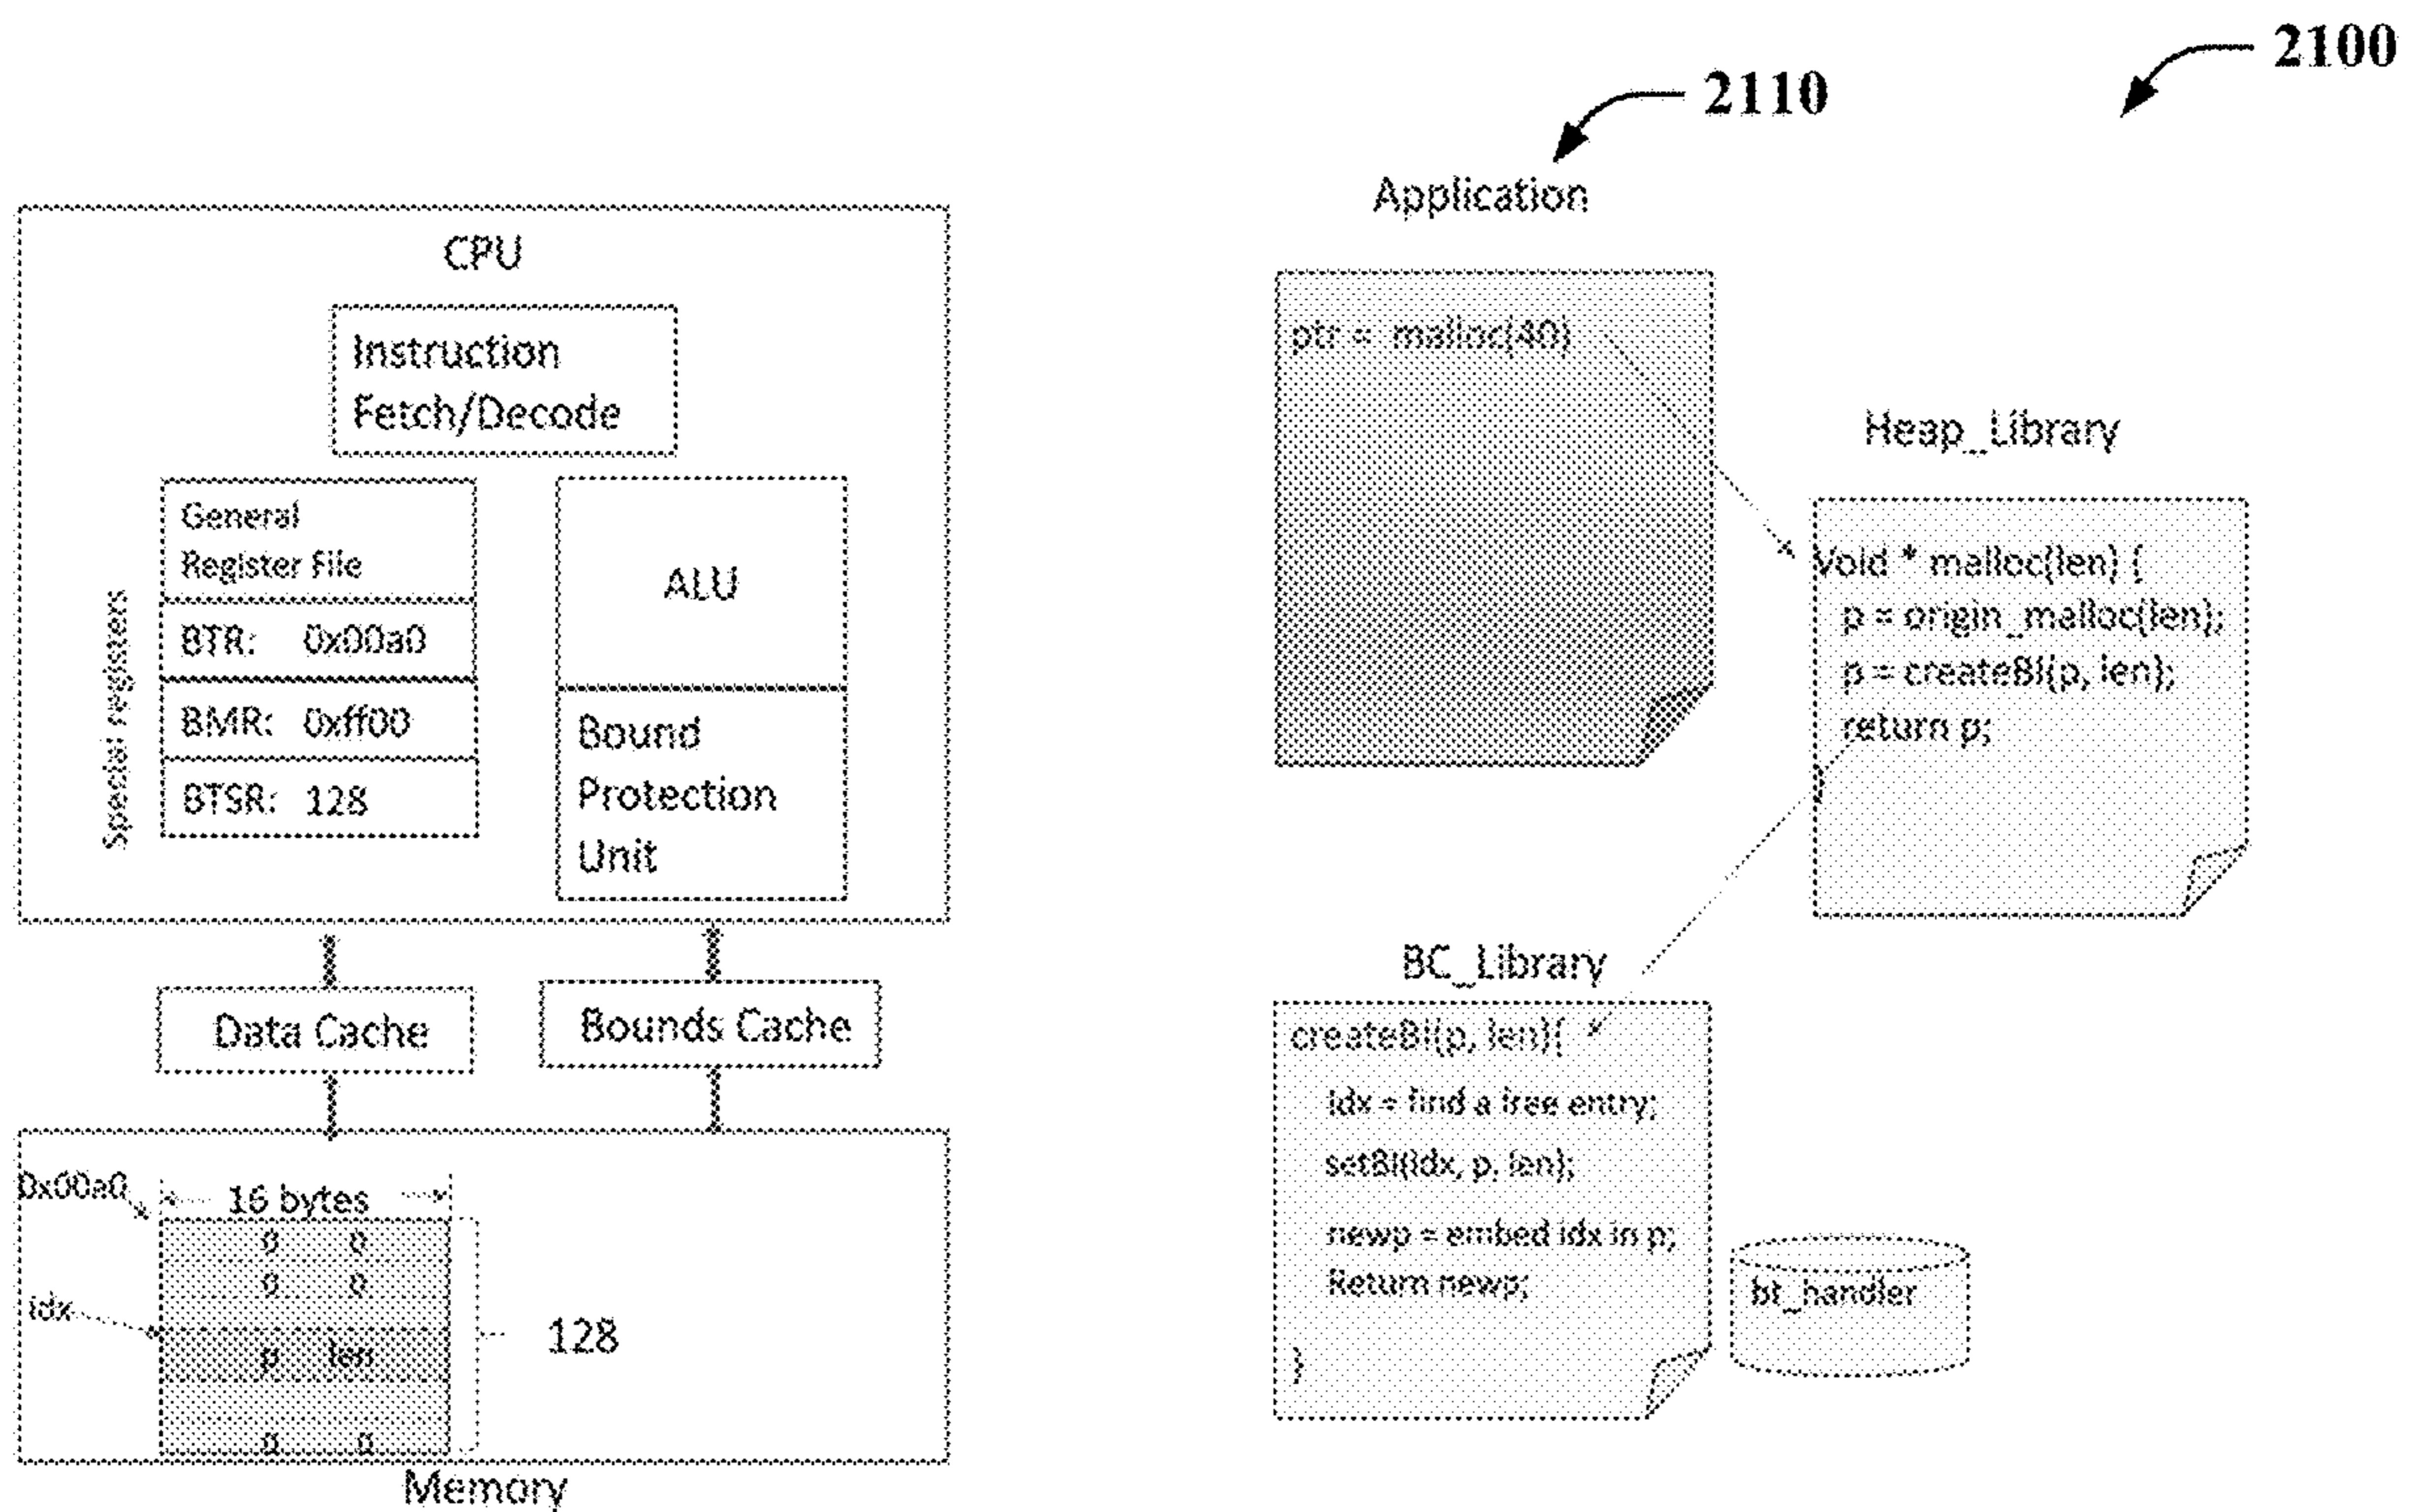 2100
2110
CPU
Instruction
Fetch/Decode
General
Register File
Special registers
BTR: 0x00a0
BMR: 0xff00
BTSR: 128
ALU
Bound
Protection
Unit
Data Cache
Bounds Cache
0x00a0
16 bytes
0 0
0 0
idx
p len
0 0
128
Memory
Application
ptr = malloc(40)
Heap_Library
Void * malloc(len) {
p = origin_malloc(len);
p = createBI(p, len);
return p;
}
BC_Library
createBI(p, len){
idx = find a free entry;
setBI(idx, p, len);
newp = embed idx in p;
Return newp;
}
bt_handler